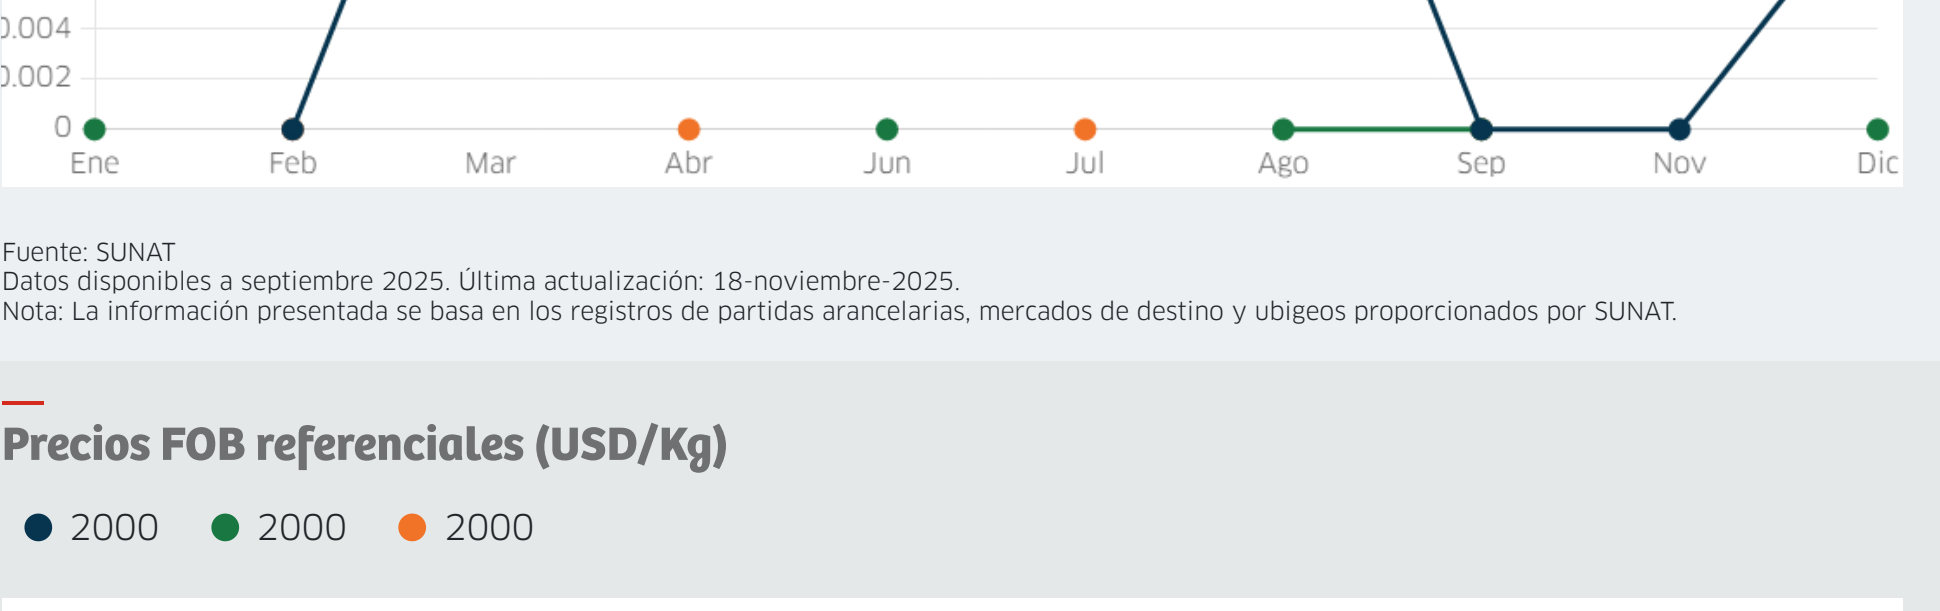 0.004
0.002
0
Ene Feb Mar Abr Jun Jul Ago Sep Nov Dic
Fuente: SUNAT
Datos disponibles a septiembre 2025. Última actualización: 18-noviembre-2025.
Nota: La información presentada se basa en los registros de partidas arancelarias, mercados de destino y ubigeos proporcionados por SUNAT.
Precios FOB referenciales (USD/Kg)
2000 2000 2000